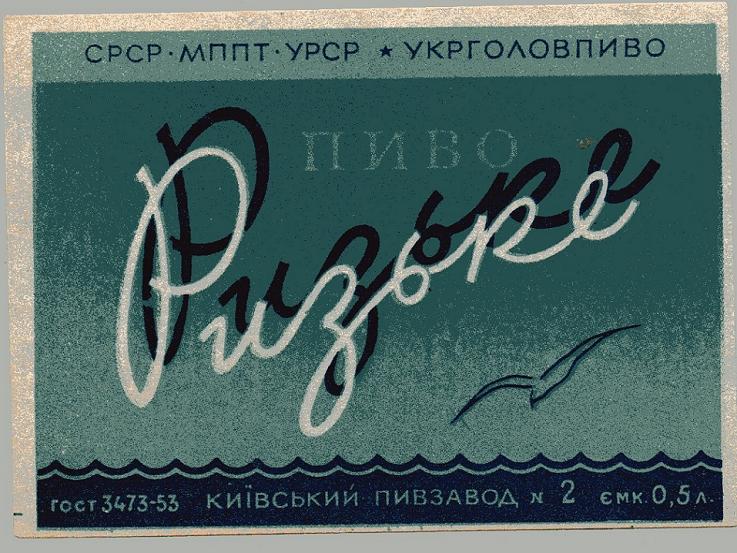 СРСР·МППТ·УРСР ★ УКРГОЛОВПИВО
ПИВО
Ризьке
ГОСТ 3473-53 КИЇВСЬКИЙ ПИВЗАВОД № 2 ЄМК. 0,5 Л.